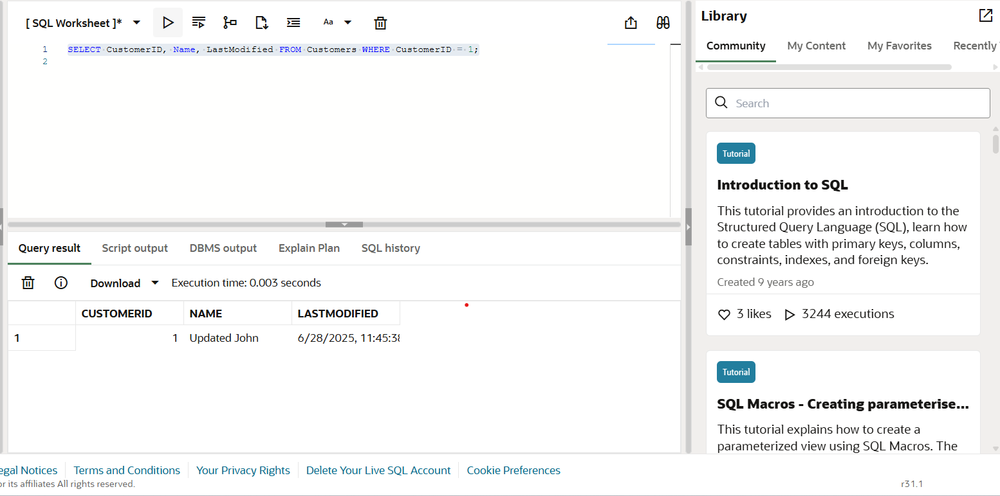 [ SQL Worksheet ]*
Aa
1 SELECT CustomerID, Name, LastModified FROM Customers WHERE CustomerID = 1;
2
Query result Script output DBMS output Explain Plan SQL history
Download Execution time: 0.003 seconds
CUSTOMERID NAME LASTMODIFIED
1 1 Updated John 6/28/2025, 11:45:38
Library
Community My Content My Favorites Recently
Search
Tutorial
Introduction to SQL
This tutorial provides an introduction to the
Structured Query Language (SQL), learn how
to create tables with primary keys, columns,
constraints, indexes, and foreign keys.
Created 9 years ago
3 likes 3244 executions
Tutorial
SQL Macros - Creating parameterise...
This tutorial explains how to create a
parameterized view using SQL Macros. The
egal Notices Terms and Conditions Your Privacy Rights Delete Your Live SQL Account Cookie Preferences
or its affiliates All rights reserved.
r31.1